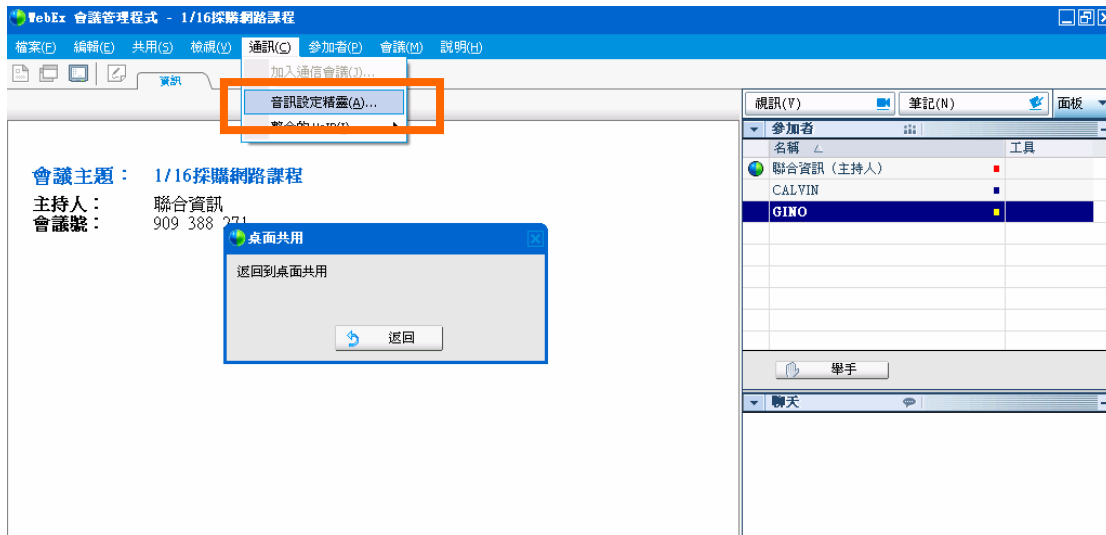 WebEx 會議管理程式 - 1/16採購網路課程
檔案(F) 編輯(E) 共用(S) 檢視(V) 通訊(C) 參加者(P) 會議(M) 說明(H)
資訊
加入通信會議(J)...
音訊設定精靈(A)...
整合的 VoIP(I)
視訊(V) 筆記(N) 面板
參加者
名稱 工具
聯合資訊 (主持人)
CALVIN
GINO
舉手
聊天
會議主題： 1/16採購網路課程
主持人： 聯合資訊
會議號： 909 388 271
桌面共用
返回到桌面共用
返回